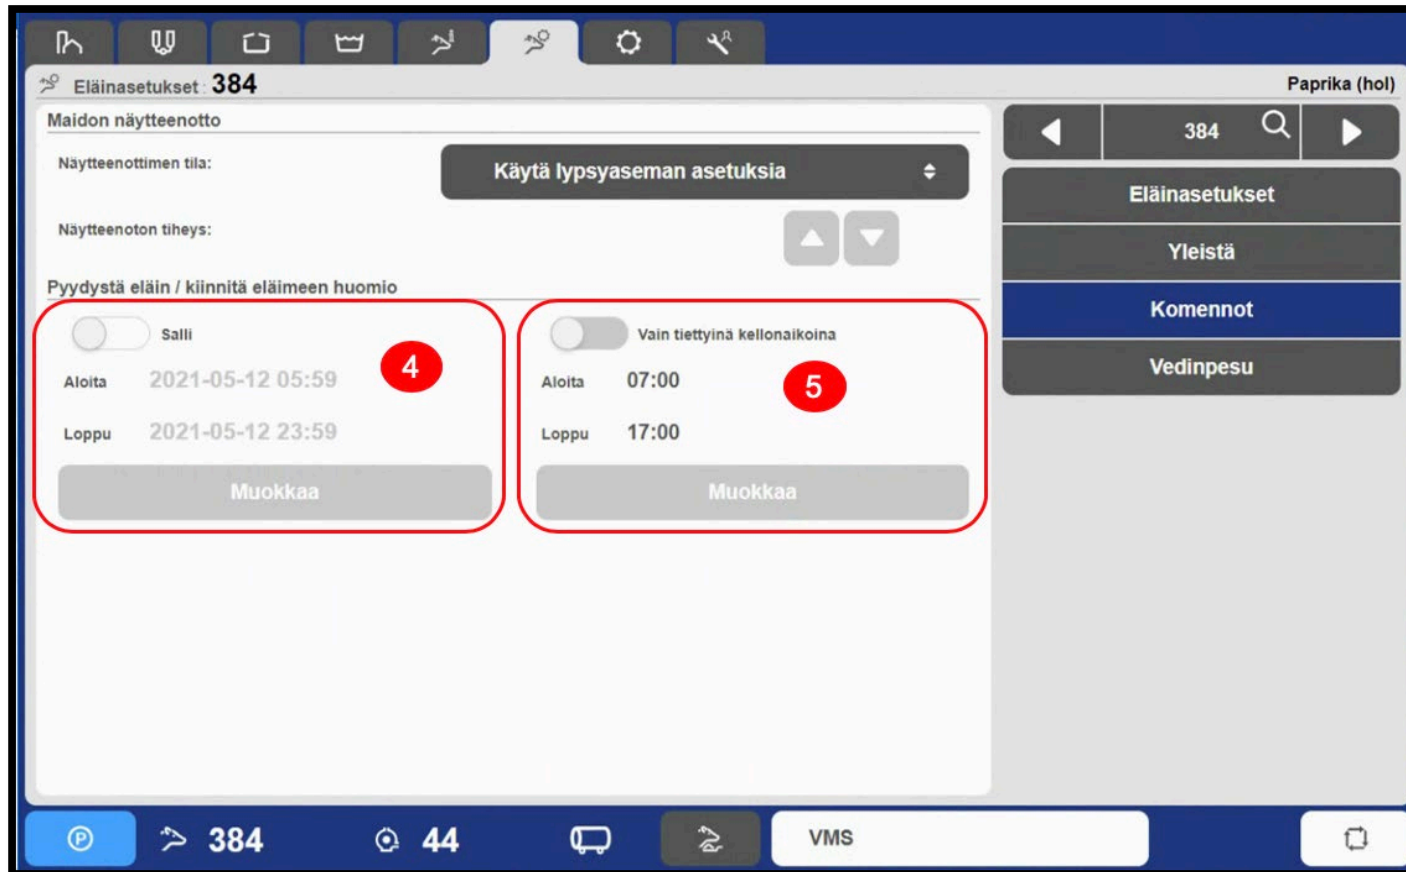 Eläinasetukset : 384
Paprika (hol)
Maidon näytteenotto
384
Näytteenottimen tila:
Käytä lypsyaseman asetuksia
Eläinasetukset
Näytteenoton tiheys:
Yleistä
Pyydystä eläin / kiinnitä eläimeen huomio
Komennot
Salli
Vain tiettyinä kellonaikoina
Vedinpesu
4
5
Aloita 2021-05-12 05:59
Aloita 07:00
Loppu 2021-05-12 23:59
Loppu 17:00
Muokkaa
Muokkaa
P
384
44
VMS